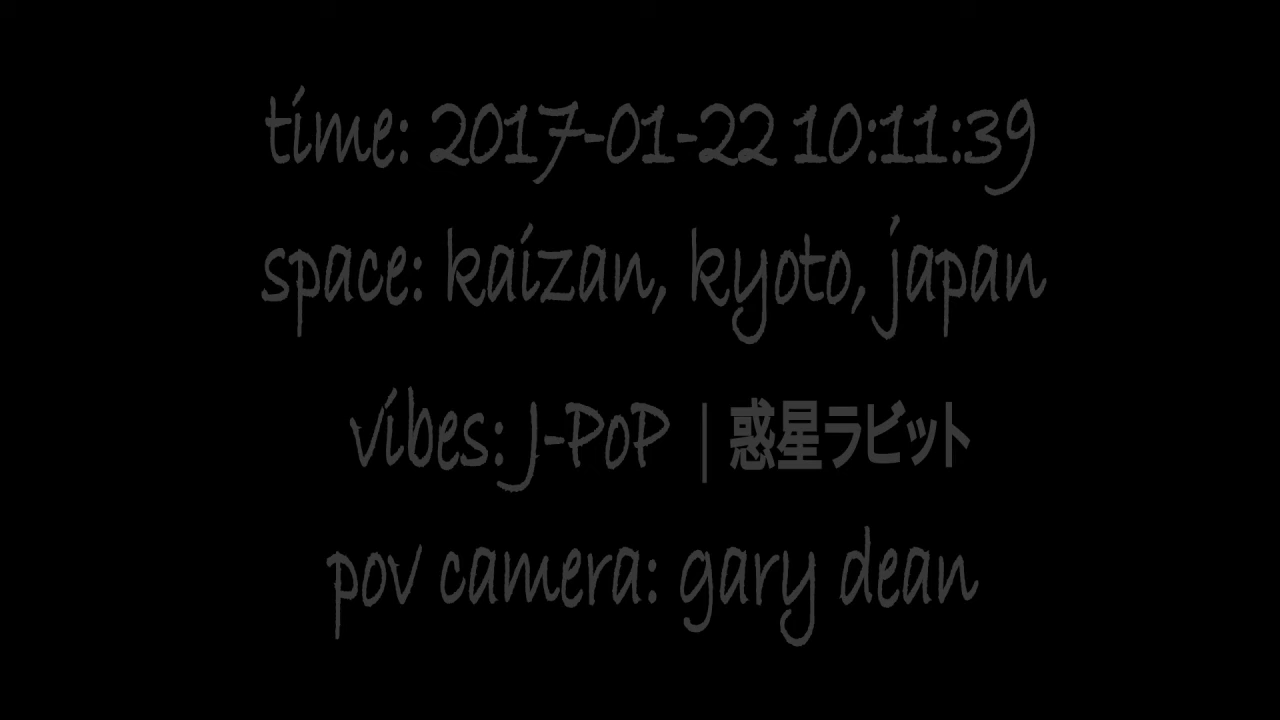 time: 2017-01-22 10:11:39
space: kaizan, kyoto, japan
vibes: J-PoP | 惑星ラビット
pov camera: gary dean